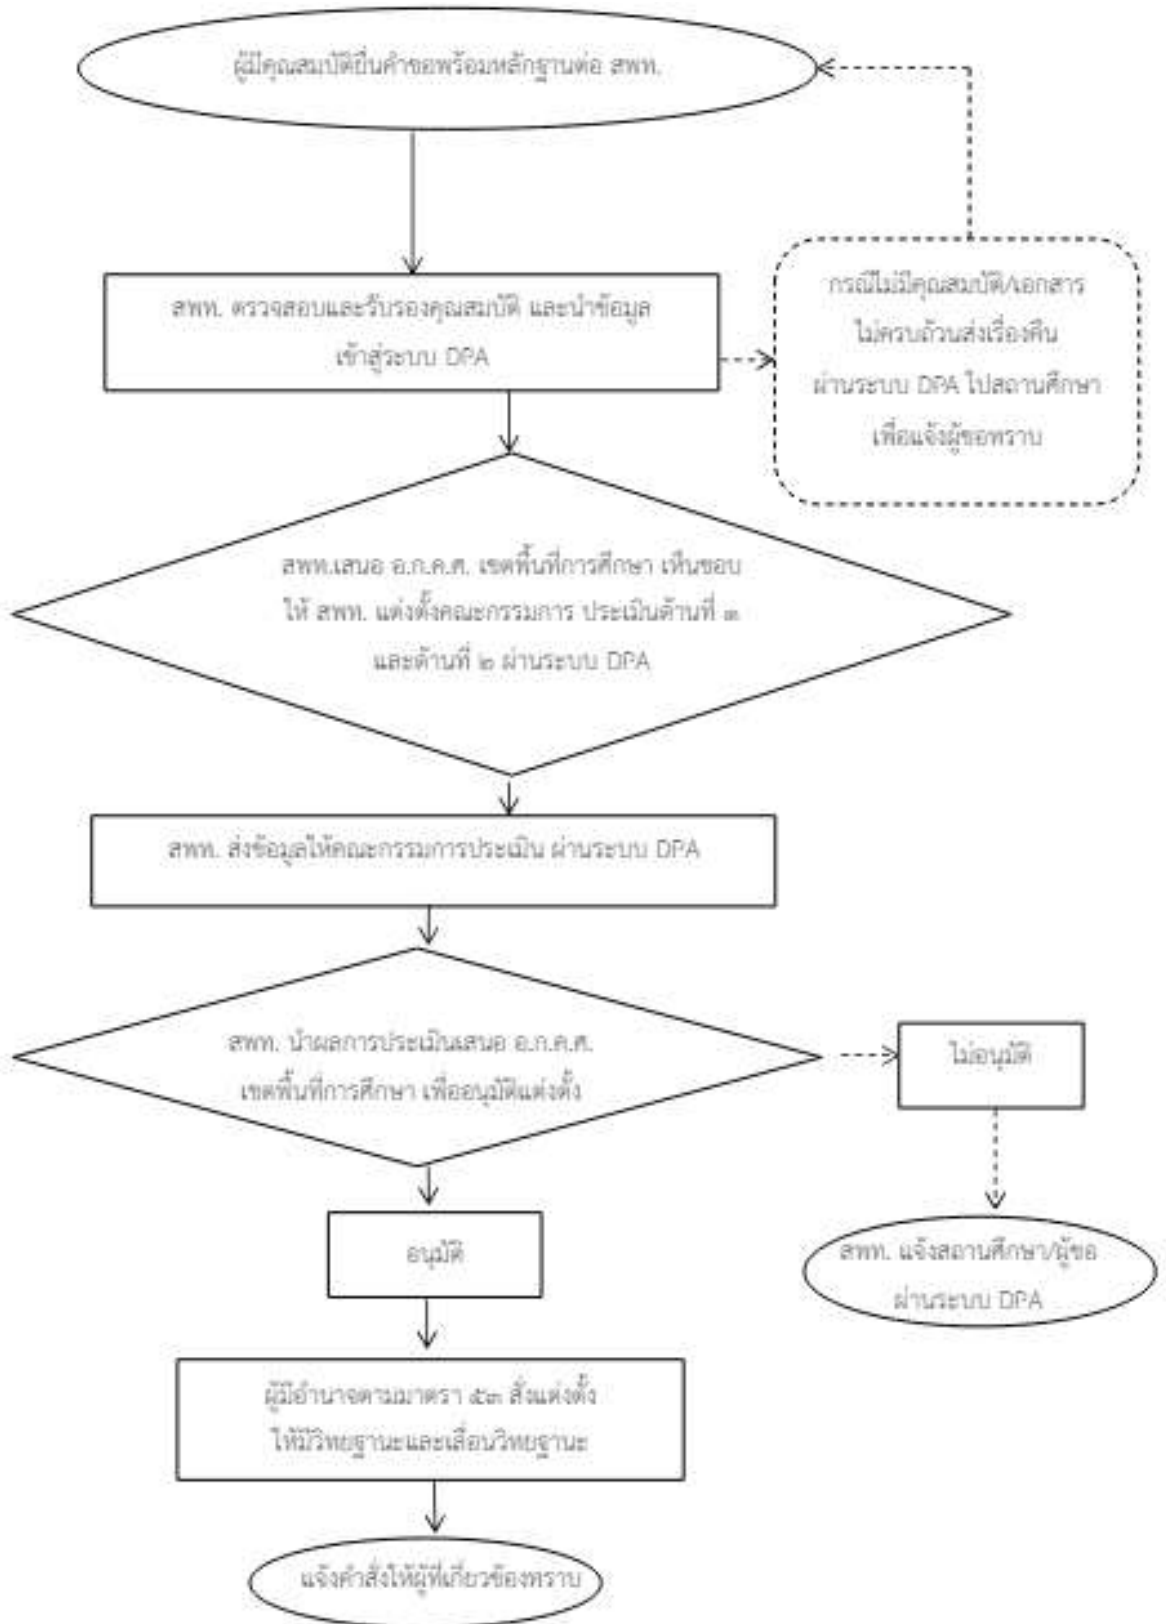 ผู้มีคุณสมบัติยื่นคำขอพร้อมหลักฐานต่อ สพท.
สพท. ตรวจสอบและรับรองคุณสมบัติ และนำข้อมูล
เข้าสู่ระบบ DPA
กรณีไม่มีคุณสมบัติ/เอกสาร
ไม่ครบถ้วนส่งเรื่องคืน
ผ่านระบบ DPA ไปสถานศึกษา
เพื่อแจ้งผู้ขอทราบ
สพท.เสนอ อ.ก.ค.ศ. เขตพื้นที่การศึกษา เห็นชอบ
ให้ สพท. แต่งตั้งคณะกรรมการ ประเมินด้านที่ ๑
และด้านที่ ๒ ผ่านระบบ DPA
สพท. ส่งข้อมูลให้คณะกรรมการประเมิน ผ่านระบบ DPA
สพท. นำผลการประเมินเสนอ อ.ก.ค.ศ.
เขตพื้นที่การศึกษา เพื่ออนุมัติแต่งตั้ง
ไม่อนุมัติ
อนุมัติ
สพท. แจ้งสถานศึกษา/ผู้ขอ
ผ่านระบบ DPA
ผู้มีอำนาจตามมาตรา ๕๓ สั่งแต่งตั้ง
ให้มีวิทยฐานะและเลื่อนวิทยฐานะ
แจ้งคำสั่งให้ผู้ที่เกี่ยวข้องทราบ